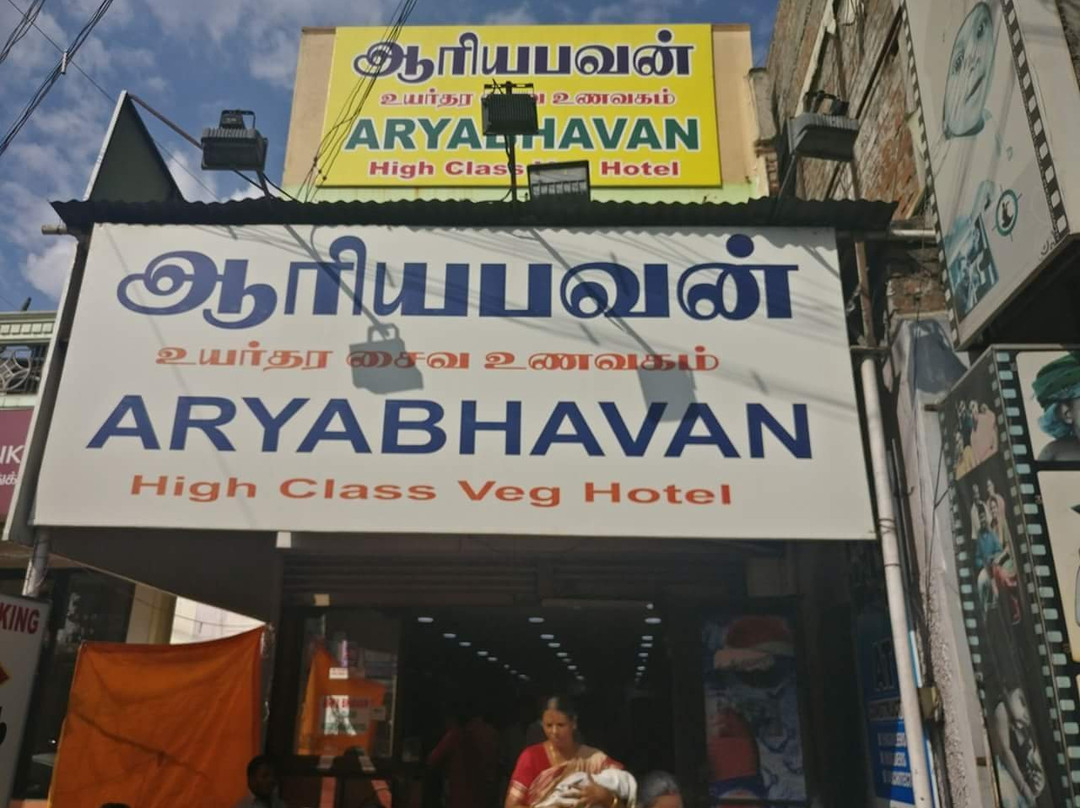 ஆரியபவன்
உயர்தர சைவ உணவகம்
ARYABHAVAN
High Class Veg Hotel
ஆரியபவன்
உயர்தர சைவ உணவகம்
ARYABHAVAN
High Class Veg Hotel
KING